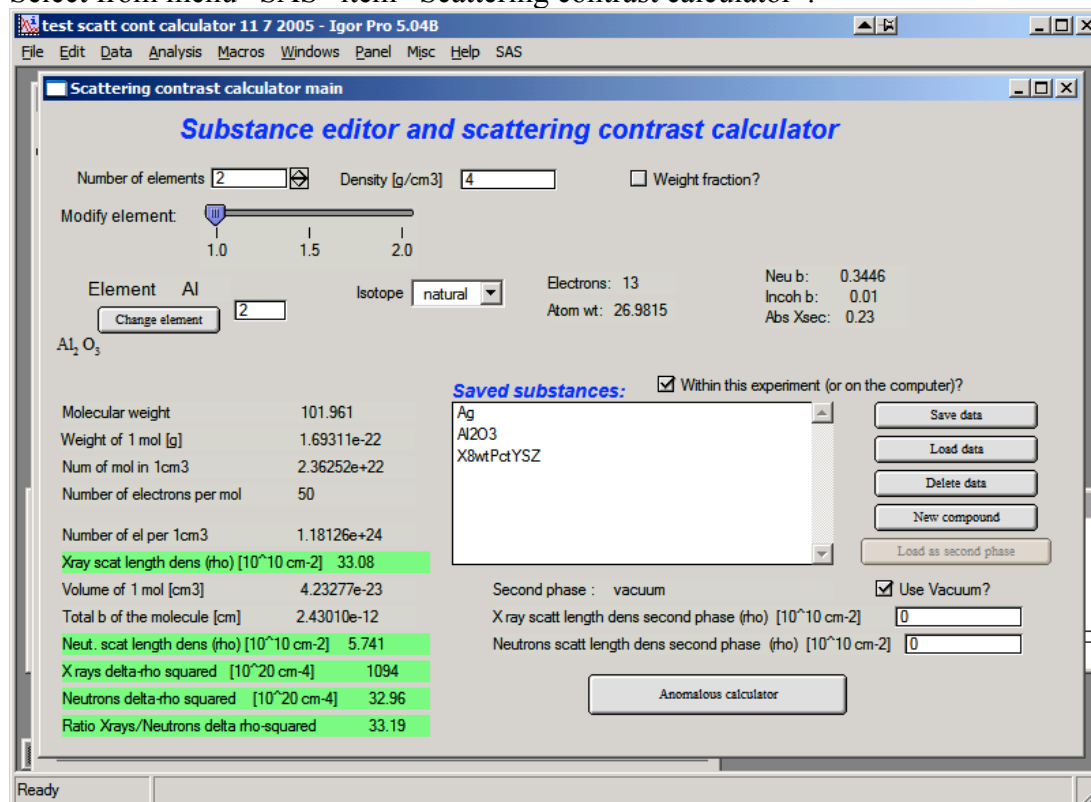 Select from menu "SAS" item "Scattering contrast calculator".
test scatt cont calculator 11 7 2005 - Igor Pro 5.04B
File Edit Data Analysis Macros Windows Panel Misc Help SAS
Scattering contrast calculator main
Substance editor and scattering contrast calculator
Number of elements 2 Density [g/cm3] 4 Weight fraction?
Modify element:
1.0 1.5 2.0
Element Al 2 Isotope natural Electrons: 13 Neu b: 0.3446
Change element Atom wt: 26.9815 Incoh b: 0.01
Abs Xsec: 0.23
Al2 O3
Saved substances: Within this experiment (or on the computer)?
Molecular weight 101.961 Ag Save data
Weight of 1 mol [g] 1.69311e-22 Al2O3 Load data
Num of mol in 1cm3 2.36252e+22 X8wtPctYSZ Delete data
Number of electrons per mol 50 New compound
Number of el per 1cm3 1.18126e+24 Load as second phase
Xray scat length dens (rho) [10^10 cm-2] 33.08
Volume of 1 mol [cm3] 4.23277e-23 Second phase : vacuum Use Vacuum?
Total b of the molecule [cm] 2.43010e-12 X ray scatt length dens second phase (rho) [10^10 cm-2] 0
Neut. scat length dens (rho) [10^10 cm-2] 5.741 Neutrons scatt length dens second phase (rho) [10^10 cm-2] 0
X rays delta-rho squared [10^20 cm-4] 1094
Neutrons delta-rho squared [10^20 cm-4] 32.96 Anomalous calculator
Ratio Xrays/Neutrons delta rho-squared 33.19
Ready